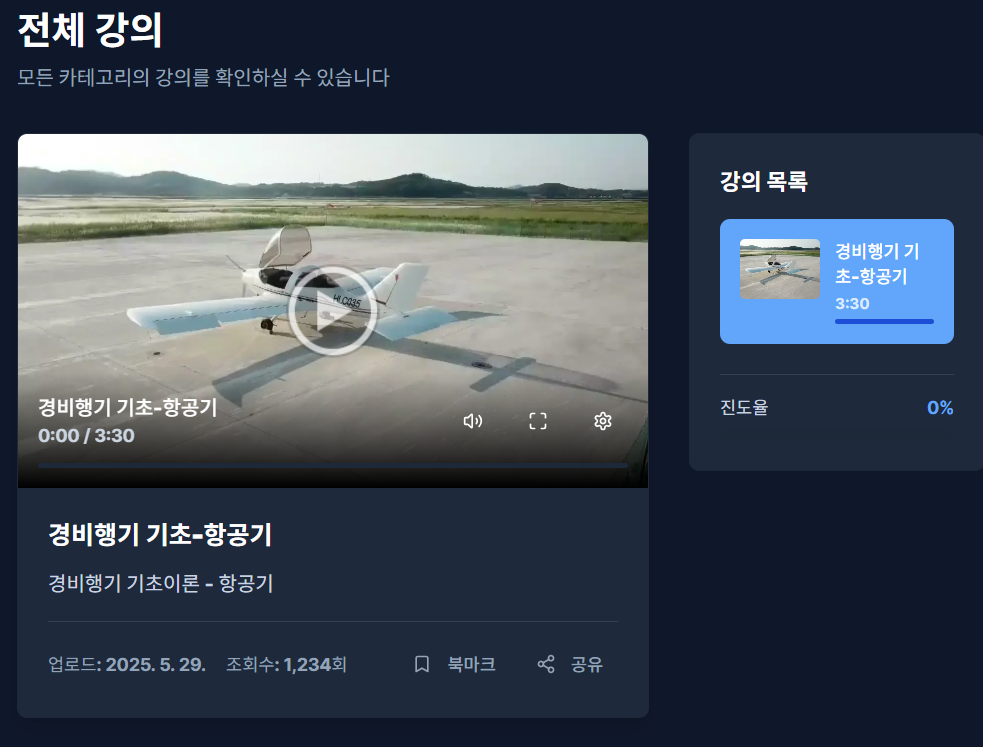 전체 강의
모든 카테고리의 강의를 확인하실 수 있습니다
HLC035
경비행기 기초-항공기
0:00 / 3:30
경비행기 기초-항공기
경비행기 기초이론 - 항공기
업로드: 2025. 5. 29. 조회수: 1,234회 북마크 공유
강의 목록
경비행기 기
초-항공기
3:30
진도율 0%